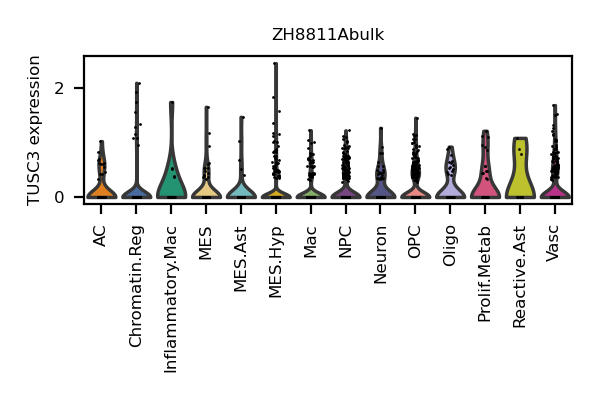 ZH8811Abulk
TUSC3 expression
2
0
AC
Chromatin.Reg
Inflammatory.Mac
MES
MES.Ast
MES.Hyp
Mac
NPC
Neuron
OPC
Oligo
Prolif.Metab
Reactive.Ast
Vasc